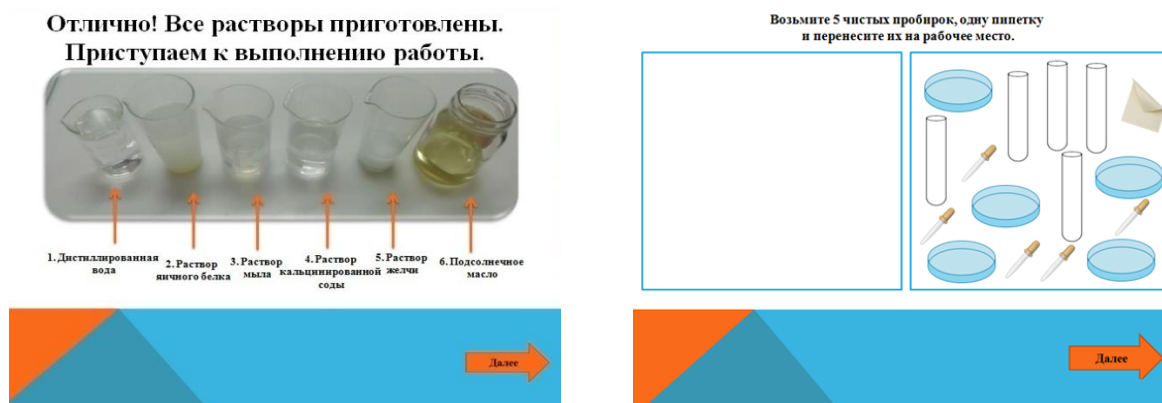 Отлично! Все растворы приготовлены.
Приступаем к выполнению работы.
1. Дистиллированная
вода
2. Раствор
яичного белка
3. Раствор
мыла
4. Раствор
кальцинированной
соды
5. Раствор
желчи
6. Подсолнечное
масло
Далее
Возьмите 5 чистых пробирок, одну пипетку
и перенесите их на рабочее место.
Далее